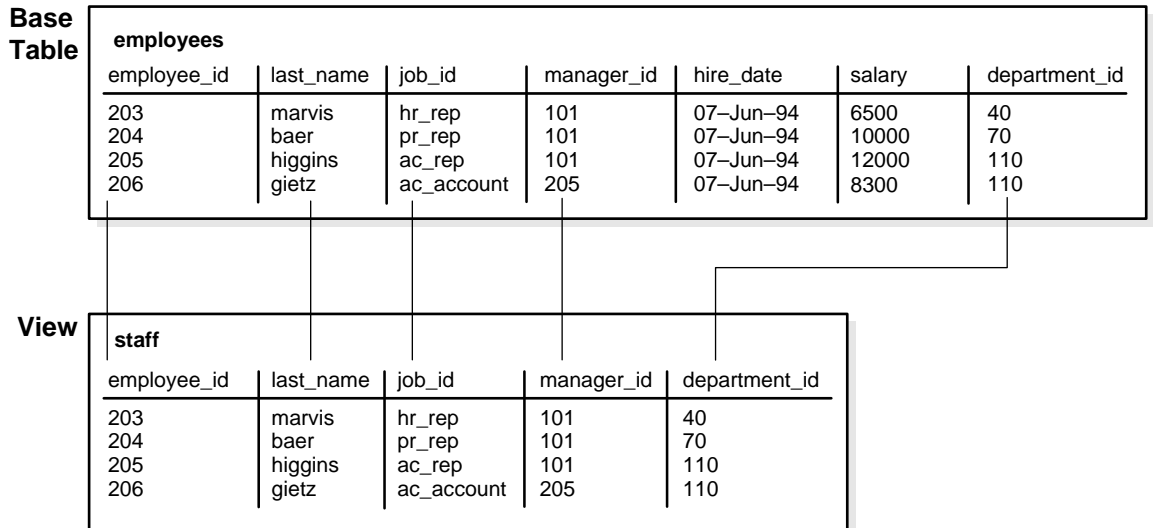 Base
Table
employees
employee_id last_name job_id manager_id hire_date salary department_id
203 marvis hr_rep 101 07–Jun–94 6500 40
204 baer pr_rep 101 07–Jun–94 10000 70
205 higgins ac_rep 101 07–Jun–94 12000 110
206 gietz ac_account 205 07–Jun–94 8300 110
View
staff
employee_id last_name job_id manager_id department_id
203 marvis hr_rep 101 40
204 baer pr_rep 101 70
205 higgins ac_rep 101 110
206 gietz ac_account 205 110